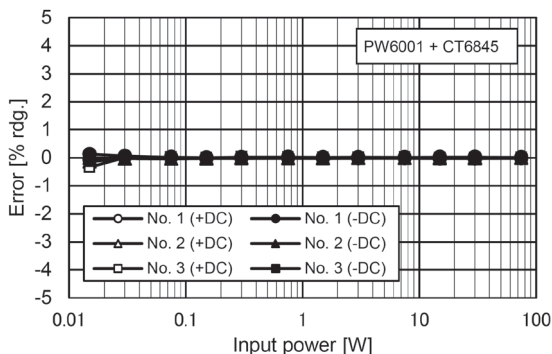 5
4
3
2
1
0
-1
-2
-3
-4
-5
Error [% rdg.]
PW6001 + CT6845
No. 1 (+DC) No. 1 (-DC)
No. 2 (+DC) No. 2 (-DC)
No. 3 (+DC) No. 3 (-DC)
0.01 0.1 1 10 100
Input power [W]